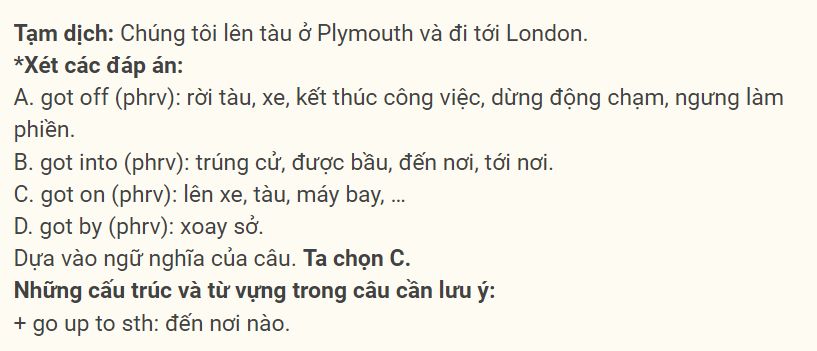 Tạm dịch: Chúng tôi lên tàu ở Plymouth và đi tới London.
*Xét các đáp án:
A. got off (phrv): rời tàu, xe, kết thúc công việc, dừng động chạm, ngưng làm
phiền.
B. got into (phrv): trúng cử, được bầu, đến nơi, tới nơi.
C. got on (phrv): lên xe, tàu, máy bay, ...
D. got by (phrv): xoay sở.
Dựa vào ngữ nghĩa của câu. Ta chọn C.
Những cấu trúc và từ vựng trong câu cần lưu ý:
+ go up to sth: đến nơi nào.